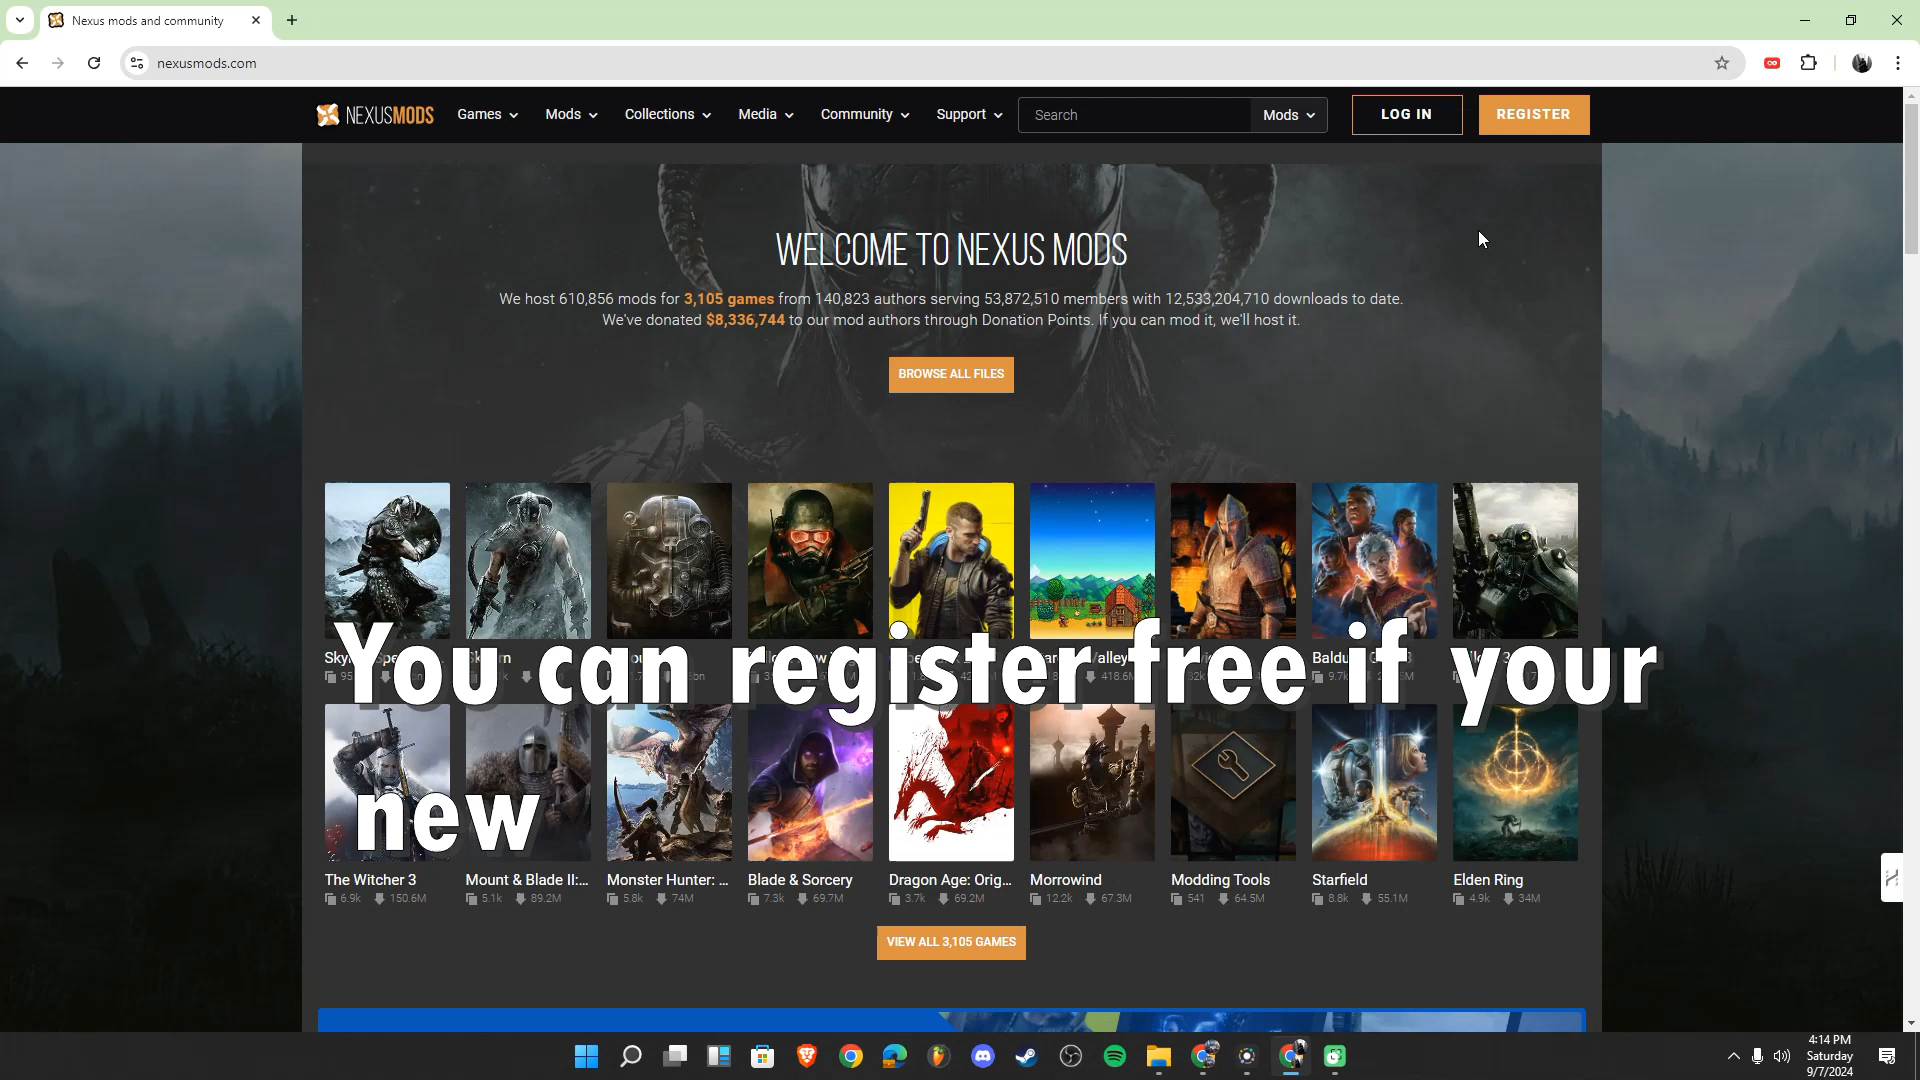 Nexus mods and community
nexusmods.com
NEXUSMODS Games Mods Collections Media Community Support Search Mods LOG IN REGISTER
WELCOME TO NEXUS MODS
We host 610,856 mods for 3,105 games from 140,823 authors serving 53,872,510 members with 12,533,204,710 downloads to date.
We've donated $8,336,744 to our mod authors through Donation Points. If you can mod it, we'll host it.
BROWSE ALL FILES
You can register free if your
new
The Witcher 3 Mount & Blade II:... Monster Hunter: ... Blade & Sorcery Dragon Age: Orig... Morrowind Modding Tools Starfield Elden Ring
6.9k 150.6M 5.1k 89.2M 5.8k 74M 7.3k 69.7M 3.7k 69.2M 12.2k 67.3M 541 64.5M 8.8k 55.1M 4.9k 34M
VIEW ALL 3,105 GAMES
4:14 PM
Saturday
9/7/2024